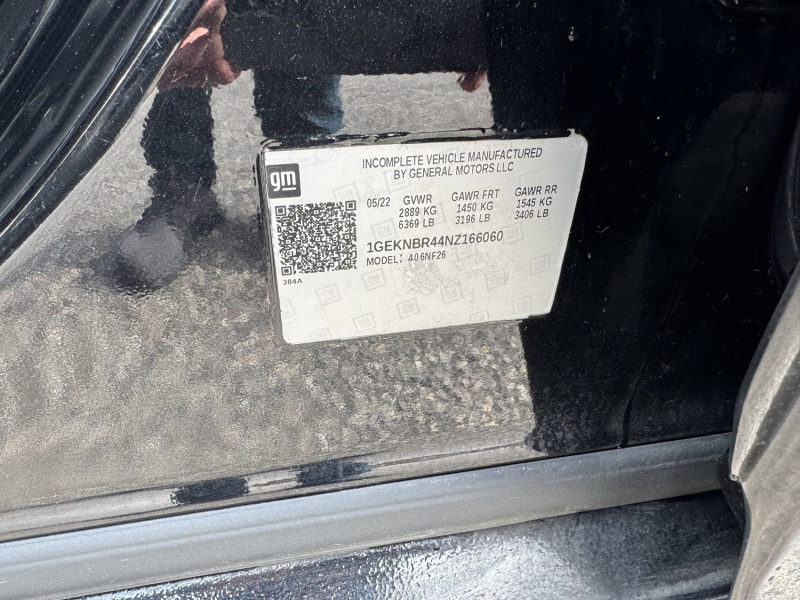 gm
INCOMPLETE VEHICLE MANUFACTURED
BY GENERAL MOTORS LLC
05/22 GVWR GAWR FRT GAWR RR
2889 KG 1450 KG 1545 KG
6369 LB 3196 LB 3406 LB
1GEKNBR44NZ166060
MODEL: 406NF26
384A